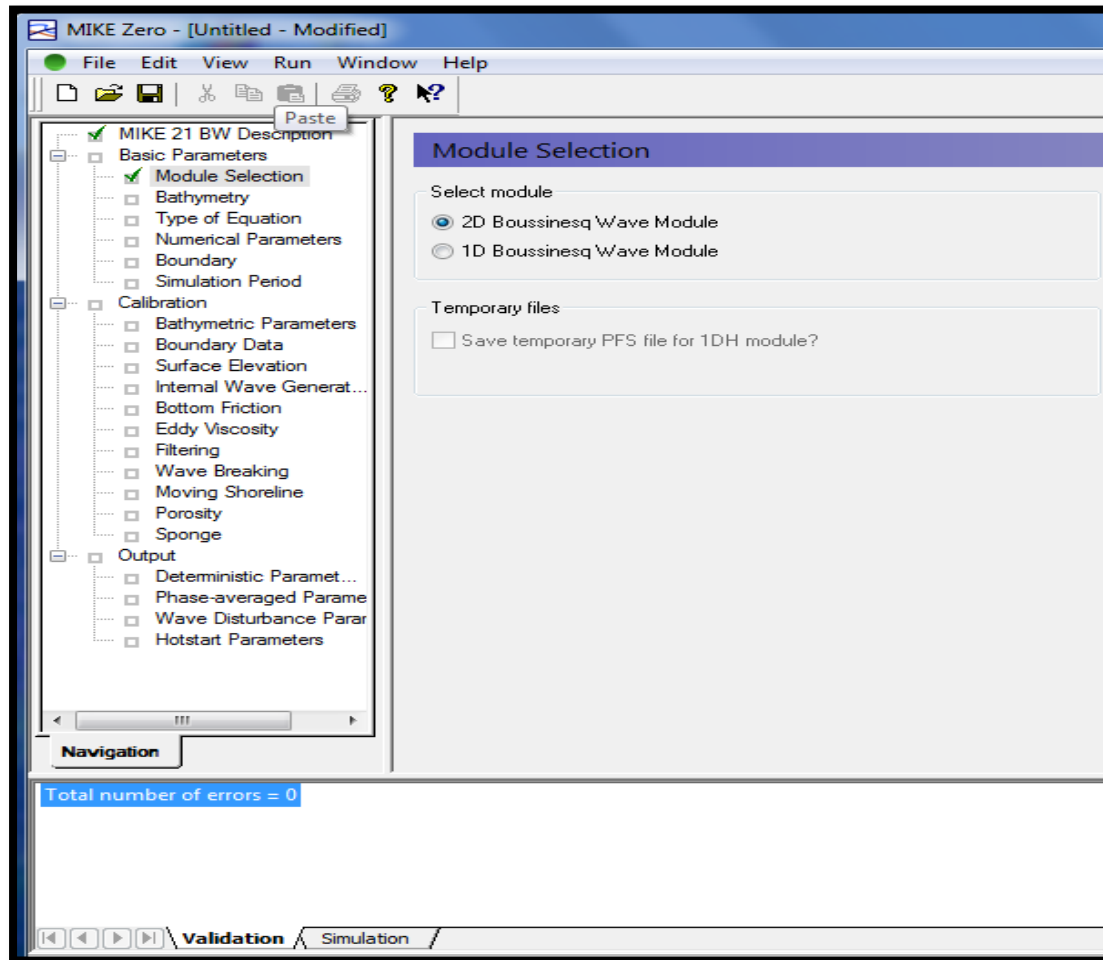 MIKE Zero - [Untitled - Modified]
File Edit View Run Window Help
Paste
MIKE 21 BW Description
Basic Parameters
Module Selection
Bathymetry
Type of Equation
Numerical Parameters
Boundary
Simulation Period
Calibration
Bathymetric Parameters
Boundary Data
Surface Elevation
Internal Wave Generat...
Bottom Friction
Eddy Viscosity
Filtering
Wave Breaking
Moving Shoreline
Porosity
Sponge
Output
Deterministic Paramet...
Phase-averaged Parame
Wave Disturbance Parar
Hotstart Parameters
Navigation
Module Selection
Select module
2D Boussinesq Wave Module
1D Boussinesq Wave Module
Temporary files
Save temporary PFS file for 1DH module?
Total number of errors = 0
Validation Simulation